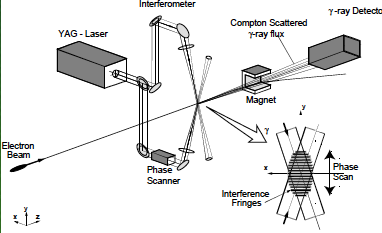 Interferometer
YAG - Laser
Compton Scattered
γ-ray flux
γ -ray Detecto
Magnet
γ
y
Electron
Beam
Phase
Scanner
x
Phase
Scan
Interference
Fringes
y
x
z